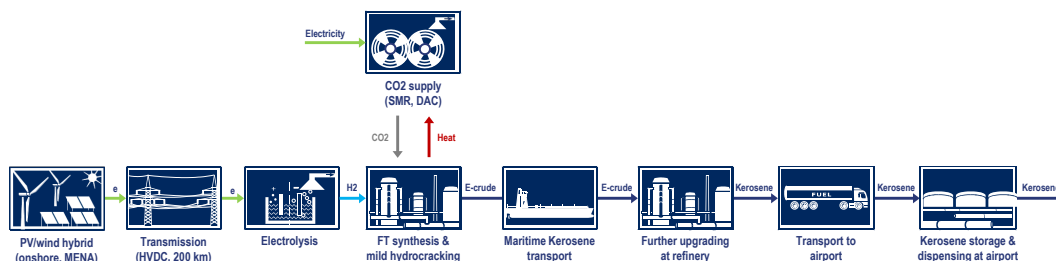 Electricity
CO2 supply
(SMR, DAC)
CO2
Heat
e
e
H2
E-crude
E-crude
Kerosene
Kerosene
Kerosene
FUEL
PV/wind hybrid
(onshore, MENA)
Transmission
(HVDC, 200 km)
Electrolysis
FT synthesis &
mild hydrocracking
Maritime Kerosene
transport
Further upgrading
at refinery
Transport to
airport
Kerosene storage &
dispensing at airport